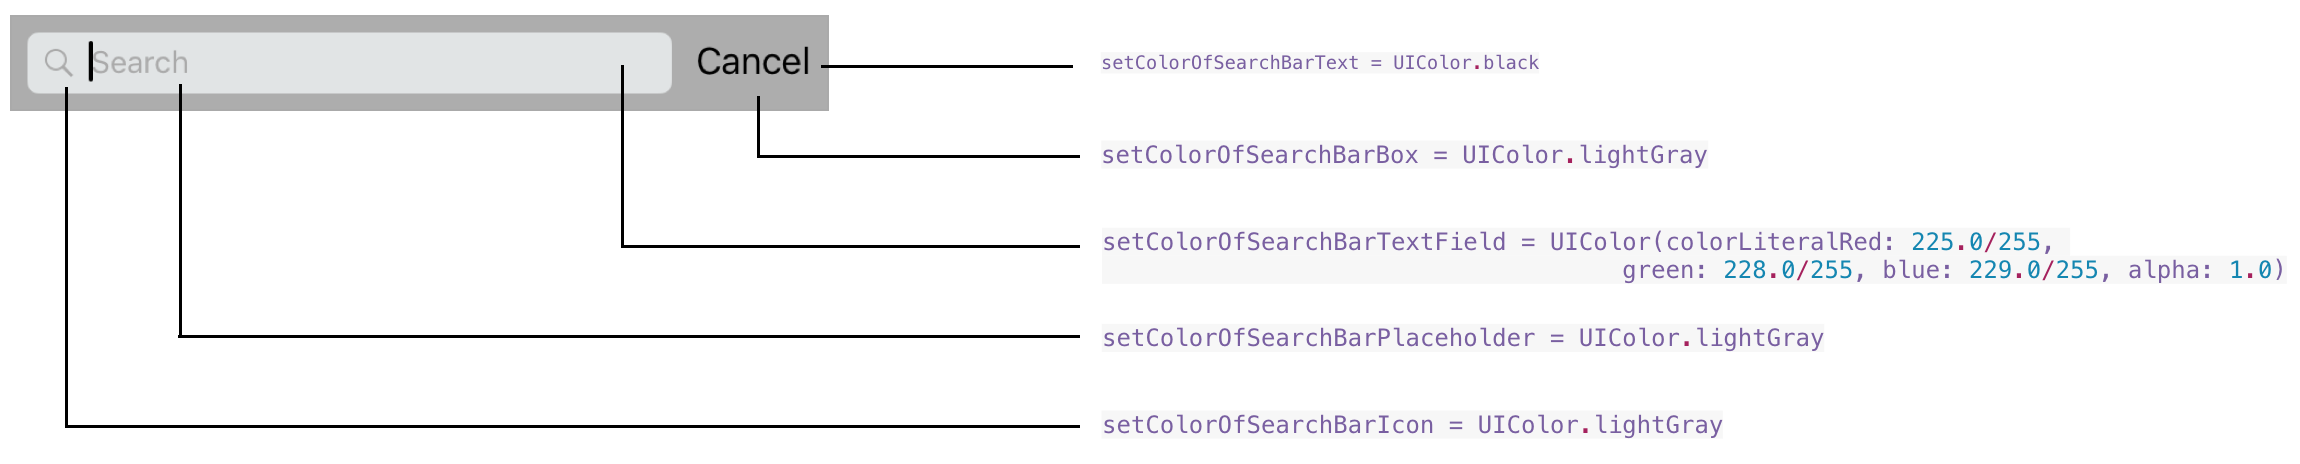 Search
Cancel
setColorOfSearchBarText = UIColor.black
setColorOfSearchBarBox = UIColor.lightGray
setColorOfSearchBarTextField = UIColor(colorLiteralRed: 225.0/255,
green: 228.0/255, blue: 229.0/255, alpha: 1.0)
setColorOfSearchBarPlaceholder = UIColor.lightGray
setColorOfSearchBarIcon = UIColor.lightGray